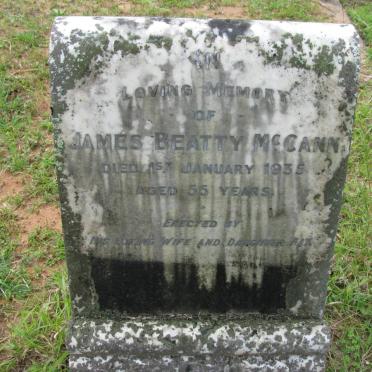 IN
LOVING MEMORY
OF
JAMES BEATTY MCCANN
DIED 1ST JANUARY 1935
AGED 55 YEARS
ERECTED BY
HIS LOVING WIFE AND DAUGHTER